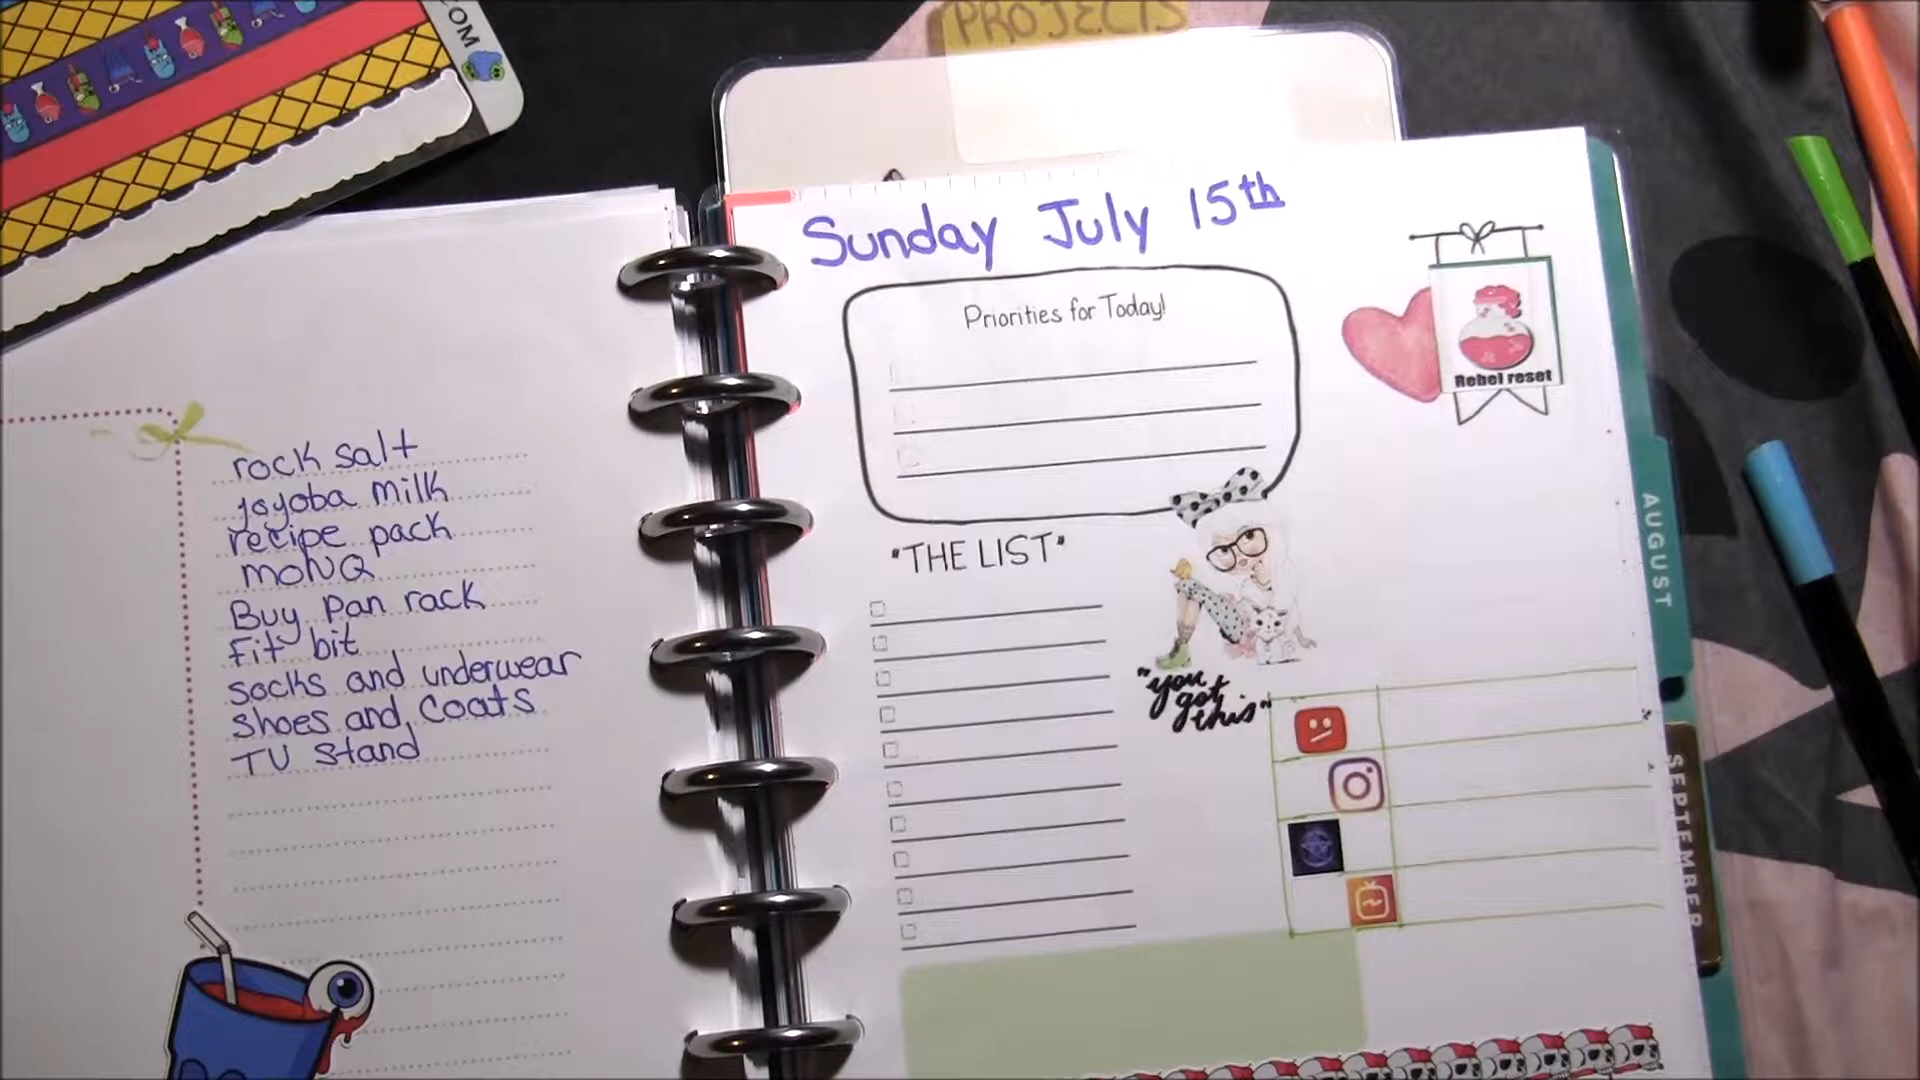 .COM
PROJECTS
rock salt
jojoba milk
recipe pack
MONQ
Buy pan rack
Fit bit
socks and underwear
Shoes and Coats
TV Stand
Sunday July 15th
Priorities for Today!
Rebel reset
"THE LIST"
"you
got
this"
AUGUST
SEPTEMBER